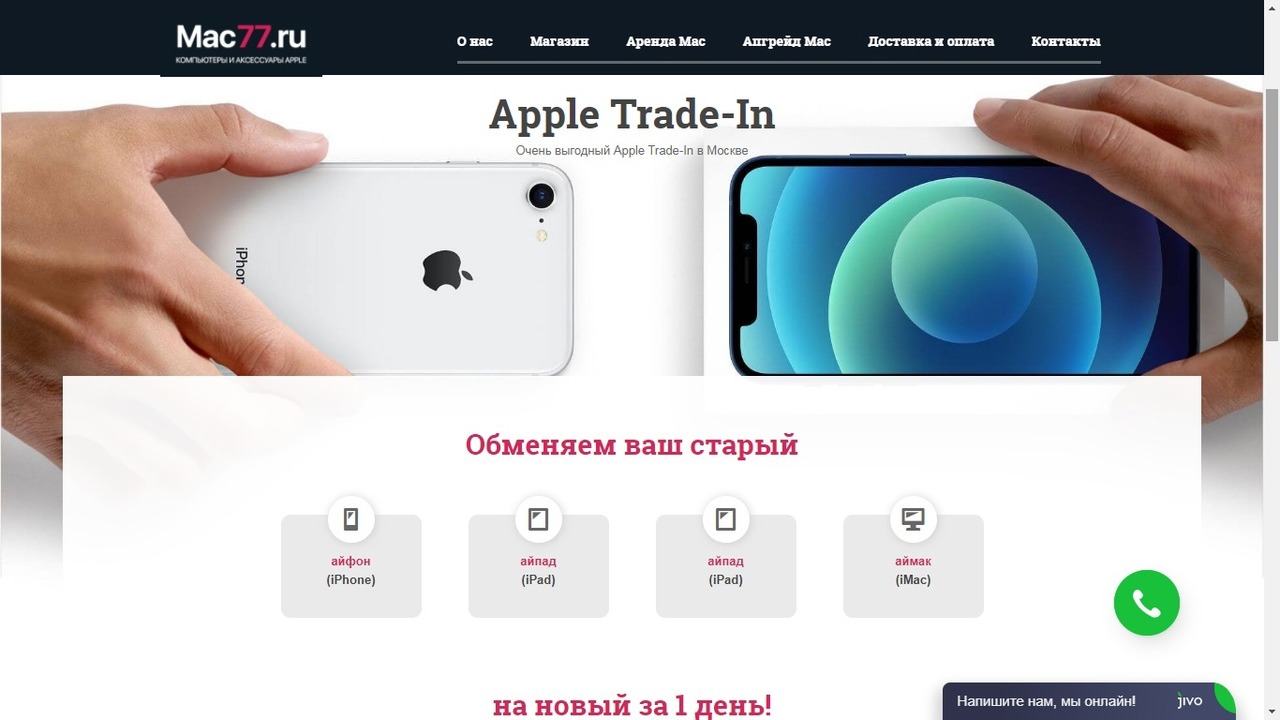 Mac77.ru
КОМПЬЮТЕРЫ И АКСЕССУАРЫ APPLE
О нас Магазин Аренда Mac Апгрейд Mac Доставка и оплата Контакты
Apple Trade-In
Очень выгодный Apple Trade-In в Москве
iPhon
Обменяем ваш старый
айфон айпад айпад аймак
(iPhone) (iPad) (iPad) (iMac)
на новый за 1 день!
Напишите нам, мы онлайн! jivo